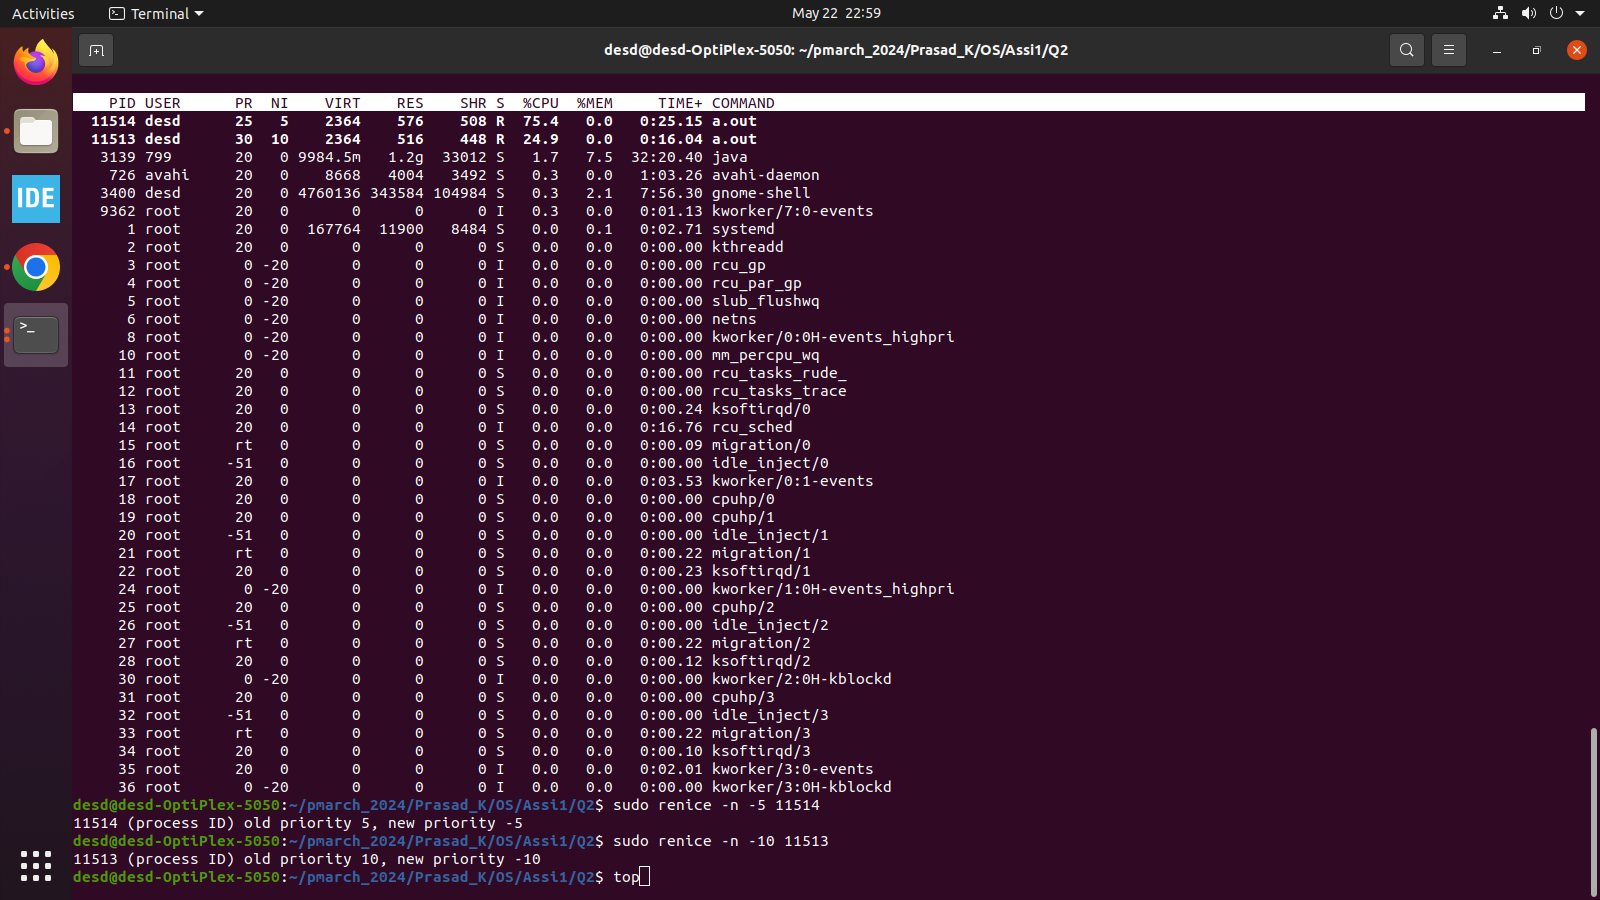 Activities Terminal May 22 22:59
desd@desd-OptiPlex-5050: ~/pmarch_2024/Prasad_K/OS/Assi1/Q2
IDE
>_
PID USER PR NI VIRT RES SHR S %CPU %MEM TIME+ COMMAND
11514 desd 25 5 2364 576 508 R 75.4 0.0 0:25.15 a.out
11513 desd 30 10 2364 516 448 R 24.9 0.0 0:16.04 a.out
3139 799 20 0 9984.5m 1.2g 33012 S 1.7 7.5 32:20.40 java
726 avahi 20 0 8668 4004 3492 S 0.3 0.0 1:03.26 avahi-daemon
3400 desd 20 0 4760136 343584 104984 S 0.3 2.1 7:56.30 gnome-shell
9362 root 20 0 0 0 0 I 0.3 0.0 0:01.13 kworker/7:0-events
1 root 20 0 167764 11900 8484 S 0.0 0.1 0:02.71 systemd
2 root 20 0 0 0 0 S 0.0 0.0 0:00.00 kthreadd
3 root 0 -20 0 0 0 I 0.0 0.0 0:00.00 rcu_gp
4 root 0 -20 0 0 0 I 0.0 0.0 0:00.00 rcu_par_gp
5 root 0 -20 0 0 0 I 0.0 0.0 0:00.00 slub_flushwq
6 root 0 -20 0 0 0 I 0.0 0.0 0:00.00 netns
8 root 0 -20 0 0 0 I 0.0 0.0 0:00.00 kworker/0:0H-events_highpri
10 root 0 -20 0 0 0 I 0.0 0.0 0:00.00 mm_percpu_wq
11 root 20 0 0 0 0 S 0.0 0.0 0:00.00 rcu_tasks_rude_
12 root 20 0 0 0 0 S 0.0 0.0 0:00.00 rcu_tasks_trace
13 root 20 0 0 0 0 S 0.0 0.0 0:00.24 ksoftirqd/0
14 root 20 0 0 0 0 I 0.0 0.0 0:16.76 rcu_sched
15 root rt 0 0 0 0 S 0.0 0.0 0:00.09 migration/0
16 root -51 0 0 0 0 S 0.0 0.0 0:00.00 idle_inject/0
17 root 20 0 0 0 0 I 0.0 0.0 0:03.53 kworker/0:1-events
18 root 20 0 0 0 0 S 0.0 0.0 0:00.00 cpuhp/0
19 root 20 0 0 0 0 S 0.0 0.0 0:00.00 cpuhp/1
20 root -51 0 0 0 0 S 0.0 0.0 0:00.00 idle_inject/1
21 root rt 0 0 0 0 S 0.0 0.0 0:00.22 migration/1
22 root 20 0 0 0 0 S 0.0 0.0 0:00.23 ksoftirqd/1
24 root 0 -20 0 0 0 I 0.0 0.0 0:00.00 kworker/1:0H-events_highpri
25 root 20 0 0 0 0 S 0.0 0.0 0:00.00 cpuhp/2
26 root -51 0 0 0 0 S 0.0 0.0 0:00.00 idle_inject/2
27 root rt 0 0 0 0 S 0.0 0.0 0:00.22 migration/2
28 root 20 0 0 0 0 S 0.0 0.0 0:00.12 ksoftirqd/2
30 root 0 -20 0 0 0 I 0.0 0.0 0:00.00 kworker/2:0H-kblockd
31 root 20 0 0 0 0 S 0.0 0.0 0:00.00 cpuhp/3
32 root -51 0 0 0 0 S 0.0 0.0 0:00.00 idle_inject/3
33 root rt 0 0 0 0 S 0.0 0.0 0:00.22 migration/3
34 root 20 0 0 0 0 S 0.0 0.0 0:00.10 ksoftirqd/3
35 root 20 0 0 0 0 I 0.0 0.0 0:02.01 kworker/3:0-events
36 root 0 -20 0 0 0 I 0.0 0.0 0:00.00 kworker/3:0H-kblockd
desd@desd-OptiPlex-5050:~/pmarch_2024/Prasad_K/OS/Assi1/Q2$ sudo renice -n -5 11514
11514 (process ID) old priority 5, new priority -5
desd@desd-OptiPlex-5050:~/pmarch_2024/Prasad_K/OS/Assi1/Q2$ sudo renice -n -10 11513
11513 (process ID) old priority 10, new priority -10
desd@desd-OptiPlex-5050:~/pmarch_2024/Prasad_K/OS/Assi1/Q2$ top